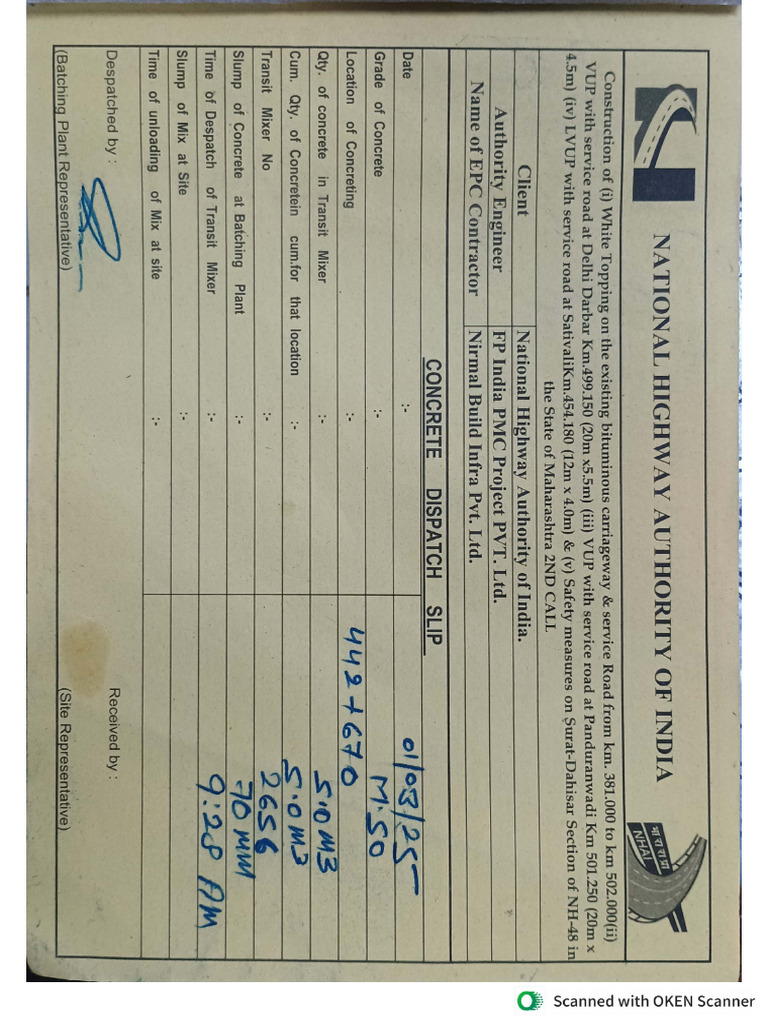 NATIONAL HIGHWAY AUTHORITY OF INDIA
भा रा रा प्रा
NHAI
Construction of (i) White Topping on the existing bituminous carriageway & service Road from km. 381.000 to km 502.000(ii)
VUP with service road at Delhi Darbar Km.499.150 (20m x5.5m) (iii) VUP with service road at Panduranwadi Km 501.250 (20m x
4.5m) (iv) LVUP with service road at SativaliKm.454.180 (12m x 4.0m) & (v) Safety measures on Surat-Dahisar Section of NH-48 in
the State of Maharashtra 2ND CALL
Client National Highway Authority of India.
Authority Engineer FP India PMC Project PVT. Ltd.
Name of EPC Contractor Nirmal Build Infra Pvt. Ltd.
CONCRETE DISPATCH SLIP
Date :- 01/03/25
Grade of Concrete :- M.50
Location of Concreting :- 442+670
Qty. of concrete in Transit Mixer :- 5.0 M3
Cum. Qty. of Concretein cum.for that location :- 5.0 M3
Transit Mixer No :- 2656
Slump of Concrete at Batching Plant :- 70 MM
Time of Despatch of Transit Mixer :- 9:28 AM
Slump of Mix at Site :-
Time of unloading of Mix at site :-
Despatched by : Received by :
(Batching Plant Representative) (Site Representative)
Scanned with OKEN Scanner